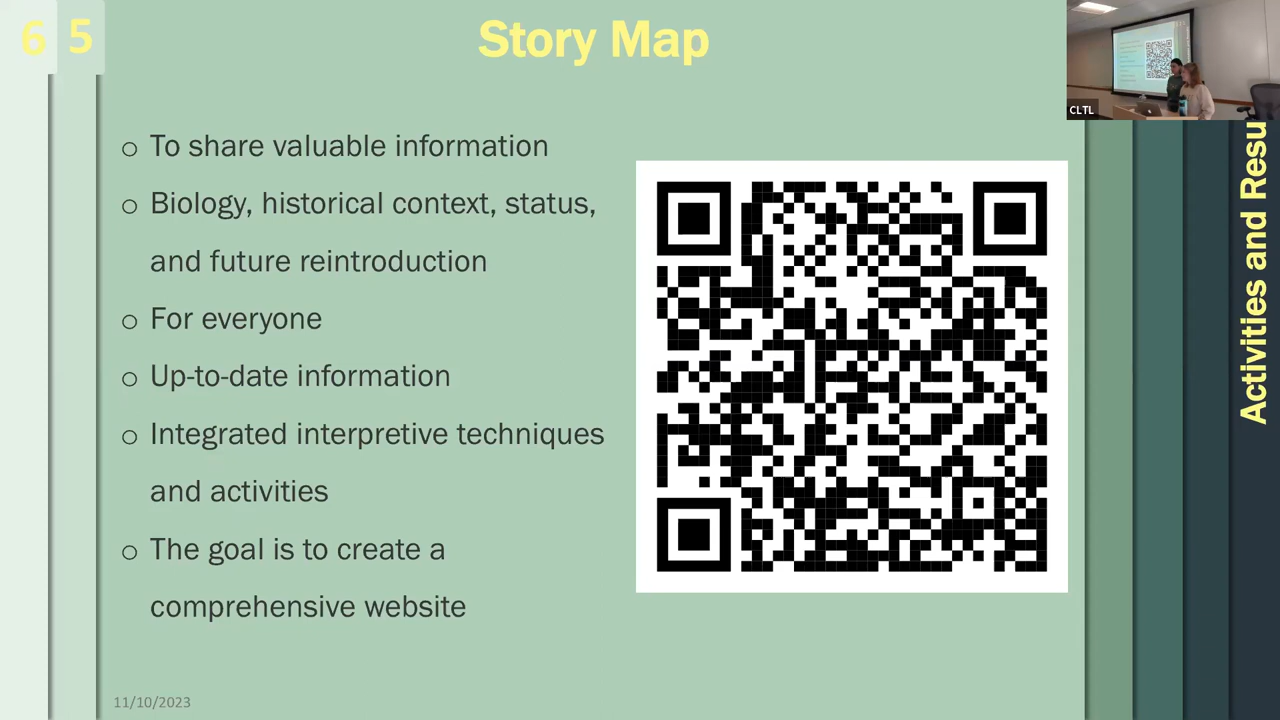 6 5
Story Map
CLTL
o To share valuable information
o Biology, historical context, status,
and future reintroduction
o For everyone
o Up-to-date information
o Integrated interpretive techniques
and activities
o The goal is to create a
comprehensive website
Activities and Resu
11/10/2023